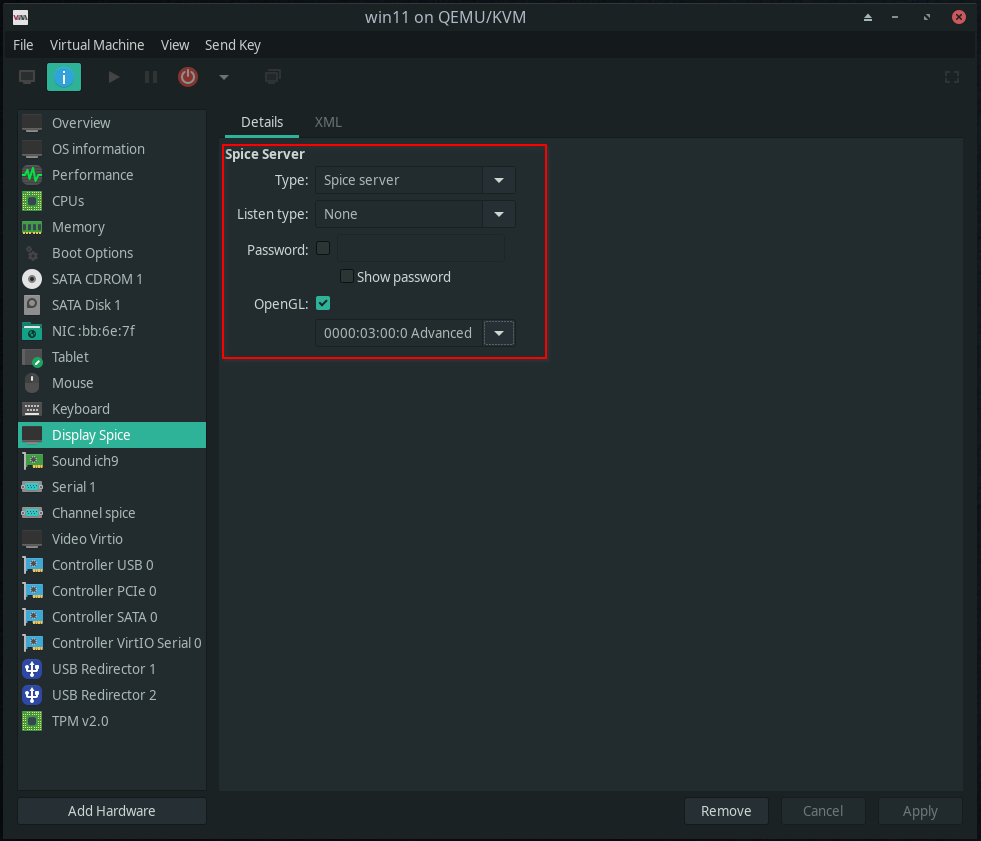 win11 on QEMU/KVM
File Virtual Machine View Send Key
Overview
OS information
Performance
CPUs
Memory
Boot Options
SATA CDROM 1
SATA Disk 1
NIC :bb:6e:7f
Tablet
Mouse
Keyboard
Display Spice
Sound ich9
Serial 1
Channel spice
Video Virtio
Controller USB 0
Controller PCIe 0
Controller SATA 0
Controller VirtIO Serial 0
USB Redirector 1
USB Redirector 2
TPM v2.0
Add Hardware
Details XML
Spice Server
Type: Spice server
Listen type: None
Password:
Show password
OpenGL:
0000:03:00:0 Advanced
Remove Cancel Apply